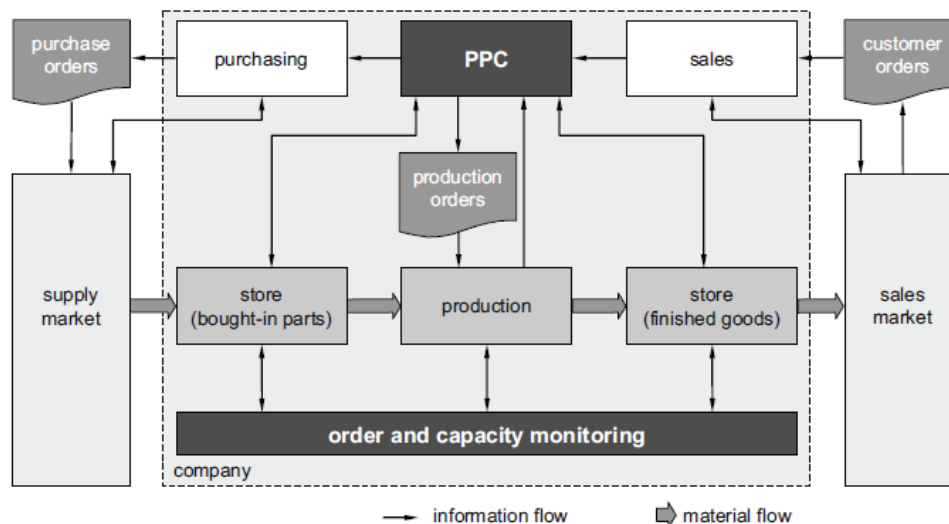 purchase
orders
purchasing
PPC
sales
customer
orders
production
orders
supply
market
store
(bought-in parts)
production
store
(finished goods)
sales
market
order and capacity monitoring
company
information flow
material flow